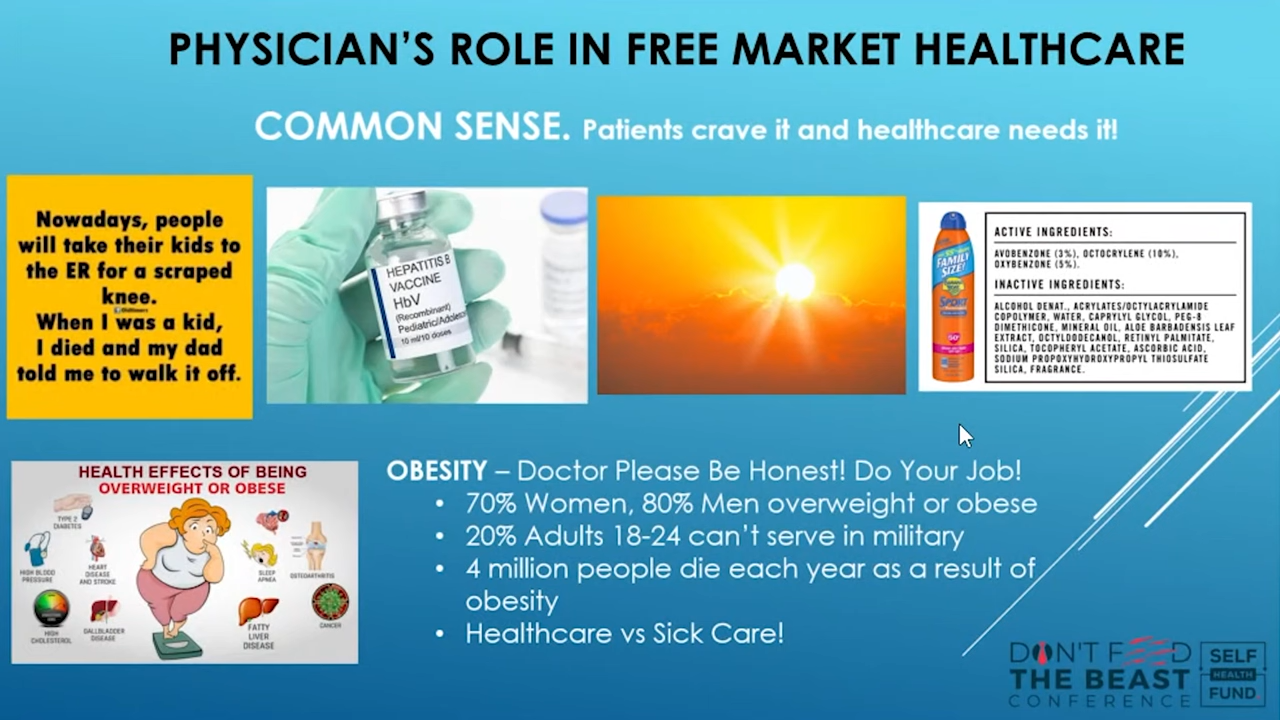 PHYSICIAN'S ROLE IN FREE MARKET HEALTHCARE
COMMON SENSE. Patients crave it and healthcare needs it!
Nowadays, people
will take their kids to
the ER for a scraped
knee.
When I was a kid,
I died and my dad
told me to walk it off.
HEPATITIS B
VACCINE
HbV
(Recombinant)
Pediatric/Adolesc
10 ml/10 doses
FAMILY
SIZE!
SPORT
ACTIVE INGREDIENTS:
AVOBENZONE (3%), OCTOCRYLENE (10%),
OXYBENZONE (5%).
INACTIVE INGREDIENTS:
ALCOHOL DENAT., ACRYLATES/OCTYLACRYLAMIDE
COPOLYMER, WATER, CAPRYLYL GLYCOL, PEG-8
DIMETHICONE, MINERAL OIL, ALOE BARBADENSIS LEAF
EXTRACT, OCTYLDODECANOL, RETINYL PALMITATE,
SILICA, TOCOPHERYL ACETATE, ASCORBIC ACID,
SODIUM PROPOXYHYDROXYPROPYL THIOSULFATE
SILICA, FRAGRANCE.
HEALTH EFFECTS OF BEING
OVERWEIGHT OR OBESE
TYPE 2
DIABETES
HIGH BLOOD
PRESSURE
HEART
DISEASE
AND STROKE
SLEEP
APNEA
OSTEOARTHRITIS
HIGH
CHOLESTEROL
GALLBLADDER
DISEASE
FATTY
LIVER
DISEASE
CANCER
OBESITY – Doctor Please Be Honest! Do Your Job!
• 70% Women, 80% Men overweight or obese
• 20% Adults 18-24 can't serve in military
• 4 million people die each year as a result of
obesity
• Healthcare vs Sick Care!
DON'T FEED
THE BEAST
CONFERENCE
SELF
HEALTH
FUND